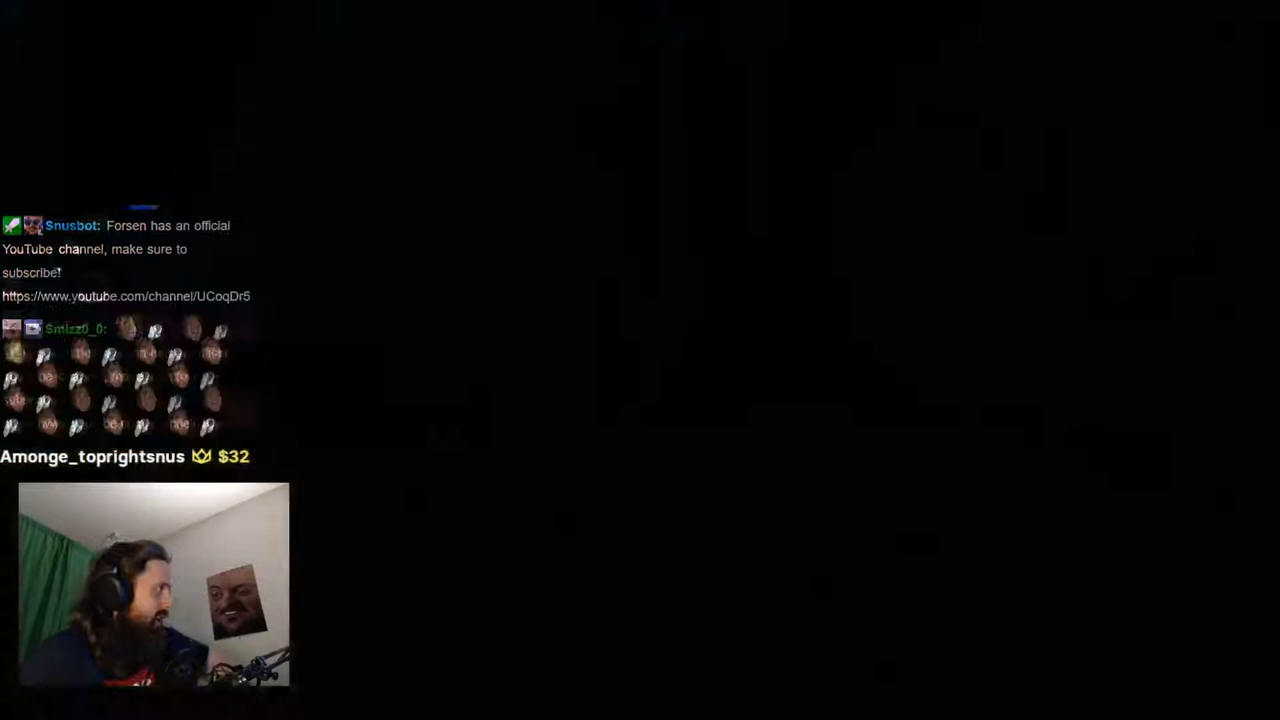 Snusbot: Forsen has an official
YouTube channel, make sure to
subscribe!
https://www.youtube.com/channel/UCoqDr5
Smizz0_0:
Amonge_toprightsnus $32